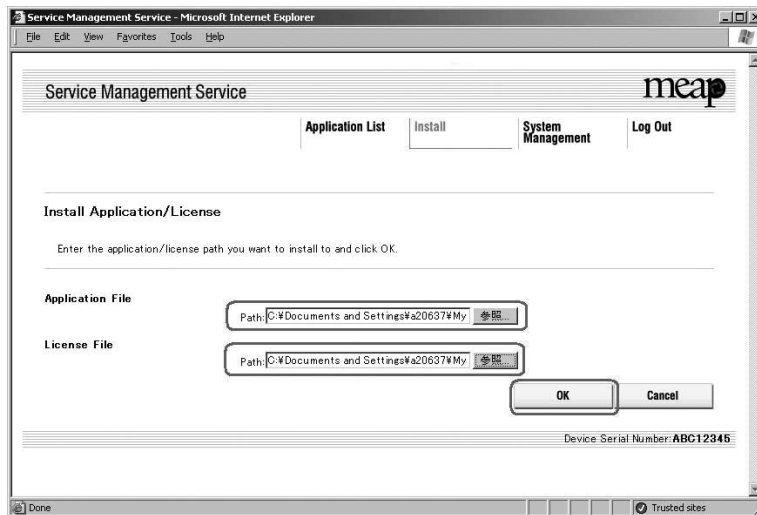 Service Management Service - Microsoft Internet Explorer
File Edit View Favorites Tools Help
Service Management Service
meap
Application List Install System Management Log Out
Install Application/License
Enter the application/license path you want to install to and click OK.
Application File
Path: C:¥Documents and Settings¥a20637¥My 参照...
License File
Path: C:¥Documents and Settings¥a20637¥My 参照...
OK Cancel
Device Serial Number:ABC12345
Done Trusted sites